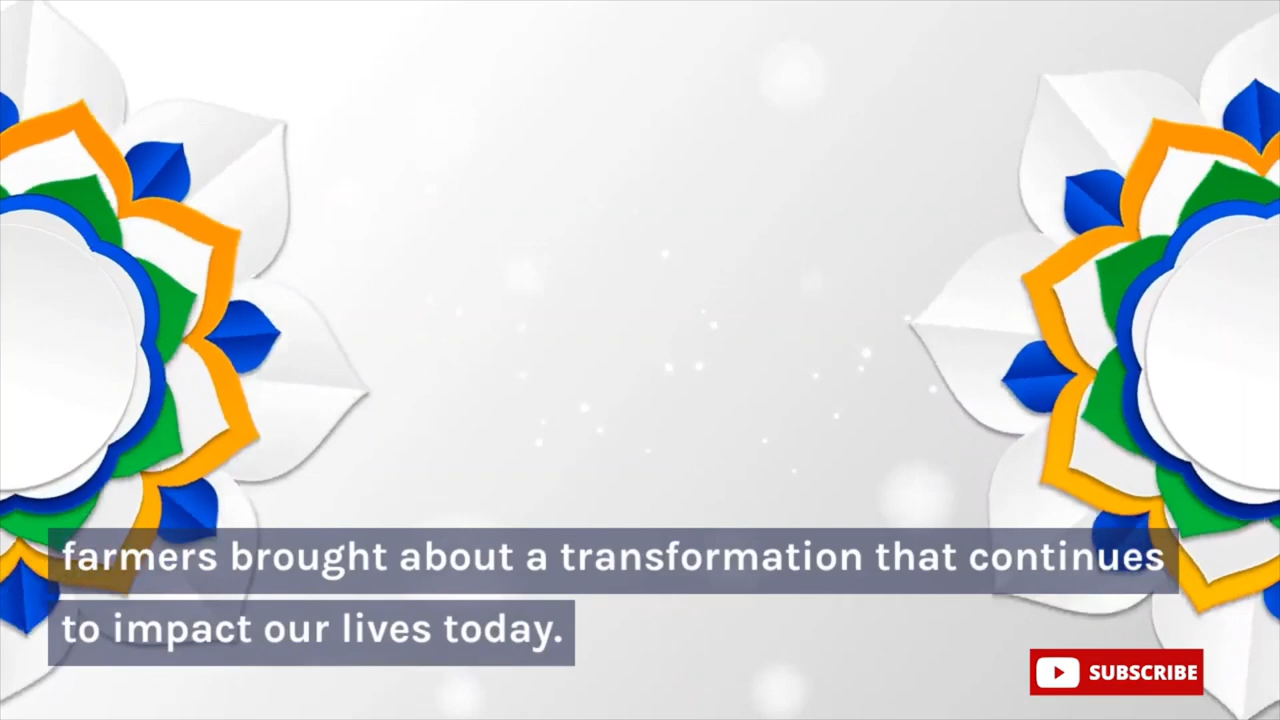 farmers brought about a transformation that continues
to impact our lives today.
SUBSCRIBE